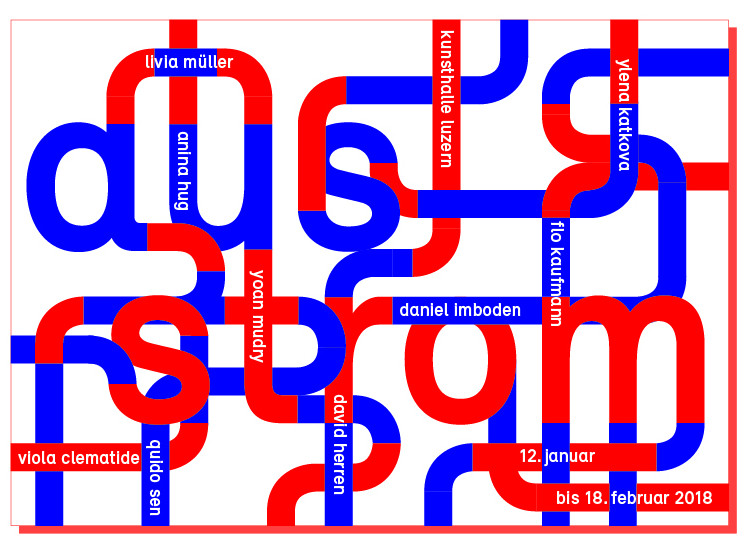 livia müller
anina hug
kunsthalle luzern
ylena katkova
aus
yoan mudry
daniel imboden
flo kaufmann
strom
david herren
viola clematide
quido sen
12. januar
bis 18. februar 2018